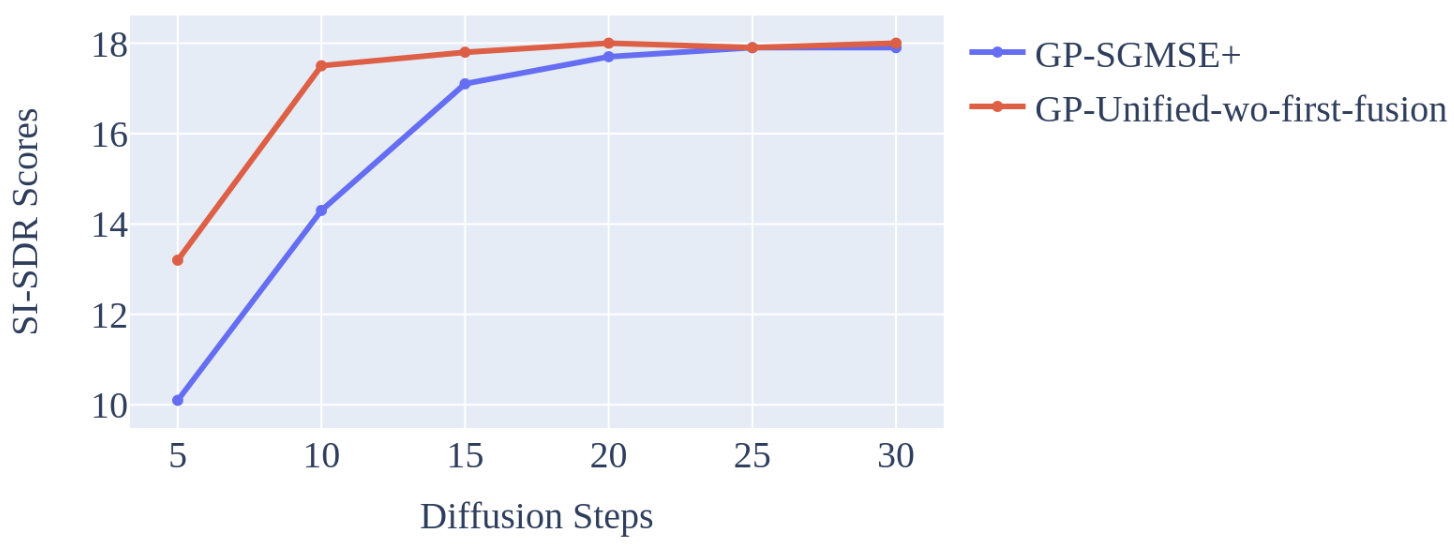 SI-SDR Scores
18
16
14
12
10
5 10 15 20 25 30
Diffusion Steps
GP-SGMSE+
GP-Unified-wo-first-fusion